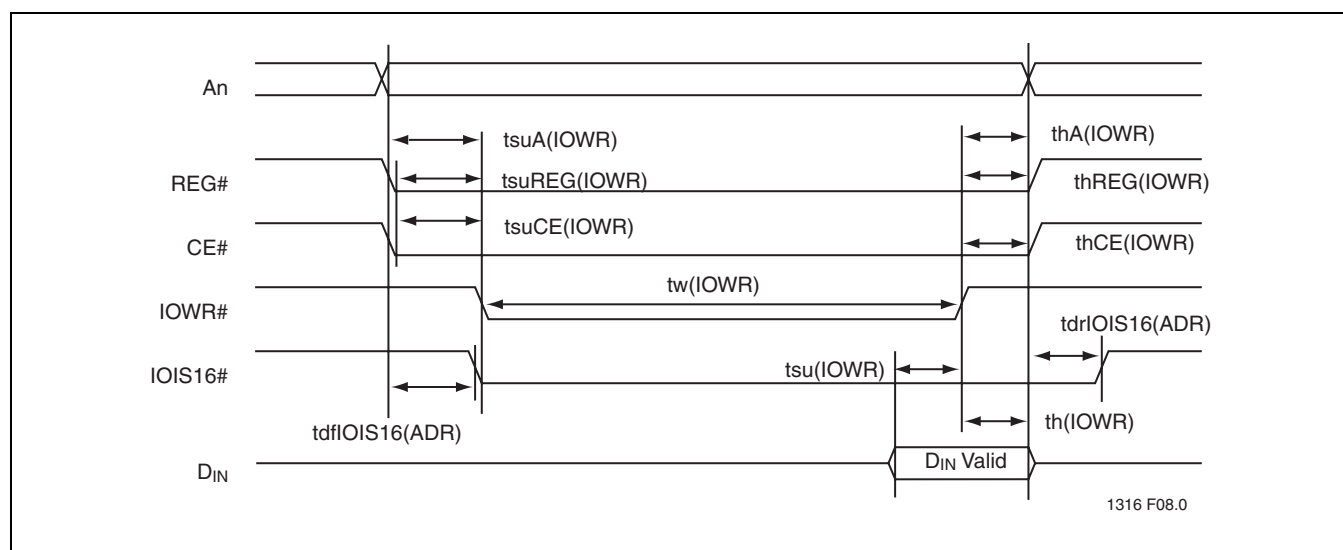 An
tsuA(IOWR)
thA(IOWR)
REG#
tsuREG(IOWR)
thREG(IOWR)
tsuCE(IOWR)
CE#
thCE(IOWR)
tw(IOWR)
IOWR#
tdrIOIS16(ADR)
IOIS16#
tsu(IOWR)
th(IOWR)
tdfIOIS16(ADR)
DIN
DIN Valid
1316 F08.0